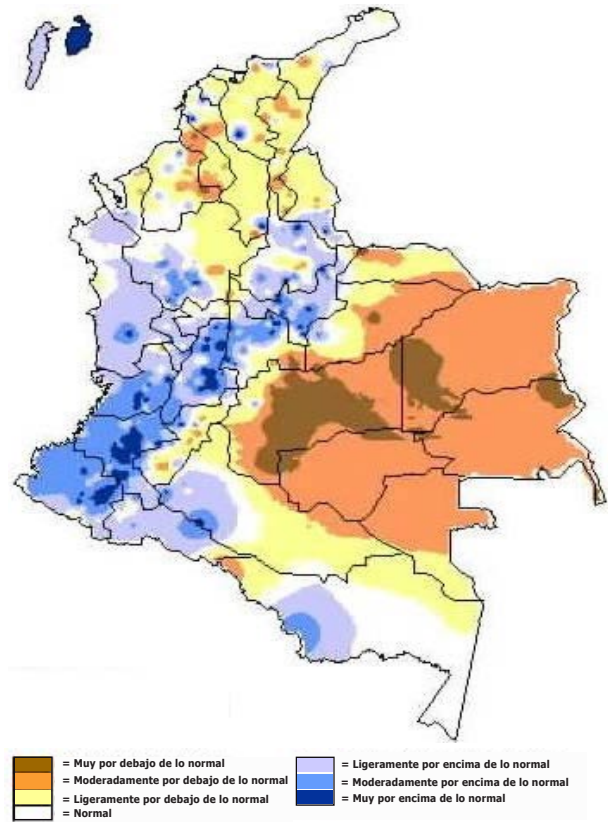 = Muy por debajo de lo normal
= Moderadamente por debajo de lo normal
= Ligeramente por debajo de lo normal
= Normal
= Ligeramente por encima de lo normal
= Moderadamente por encima de lo normal
= Muy por encima de lo normal